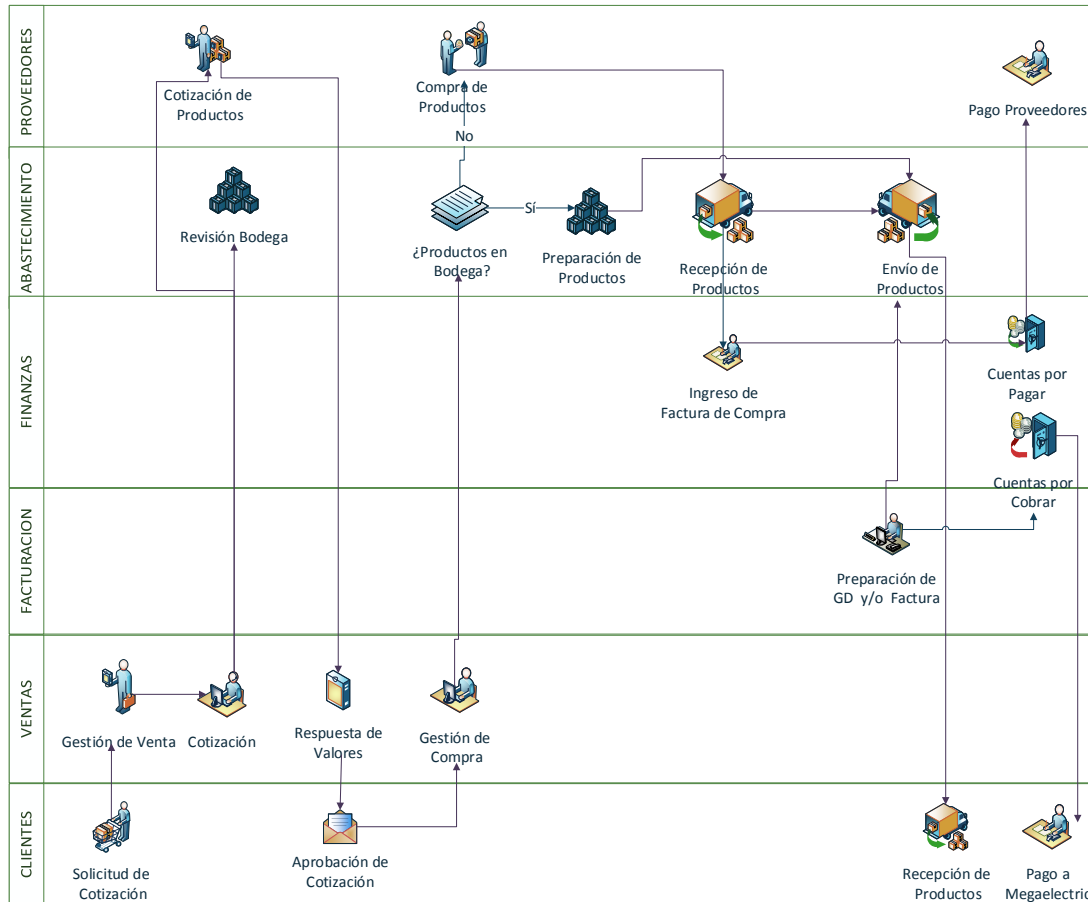 PROVEEDORES
Cotización de
Productos
Compra de
Productos
No
Pago Proveedores
ABASTECIMIENTO
Revisión Bodega
¿Productos en
Bodega?
Sí
Preparación de
Productos
Recepción de
Productos
Envío de
Productos
FINANZAS
Ingreso de
Factura de Compra
Cuentas por
Pagar
Cuentas por
Cobrar
FACTURACION
Preparación de
GD y/o Factura
VENTAS
Gestión de Venta
Cotización
Respuesta de
Valores
Gestión de
Compra
CLIENTES
Solicitud de
Cotización
Aprobación de
Cotización
Recepción de
Productos
Pago a
Megaelectric